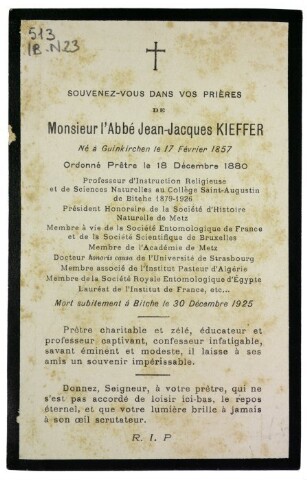 513
IB.N23
SOUVENEZ-VOUS DANS VOS PRIÈRES
DE
Monsieur l'Abbé Jean-Jacques KIEFFER
Né à Guinkirchen le 17 Février 1857
Ordonné Prêtre le 18 Décembre 1880
Professeur d'Instruction Religieuse
et de Sciences Naturelles au Collège Saint-Augustin
de Bitche 1879-1926
Président Honoraire de la Société d'Histoire
Naturelle de Metz
Membre à vie de la Société Entomologique de France
et de la Société Scientifique de Bruxelles
Membre de l'Académie de Metz
Docteur honoris causa de l'Université de Strasbourg
Membre associé de l'Institut Pasteur d'Algérie
Membre de la Société Royale Entomologique d'Égypte
Lauréat de l'Institut de France, etc...
Mort subitement à Bitche le 30 Décembre 1925
Prêtre charitable et zélé, éducateur et
professeur captivant, confesseur infatigable,
savant éminent et modeste, il laisse à ses
amis un souvenir impérissable.
Donnez, Seigneur, à votre prêtre, qui ne
s'est pas accordé de loisir ici-bas, le repos
éternel, et que votre lumière brille à jamais
à son œil scrutateur.
R. I. P